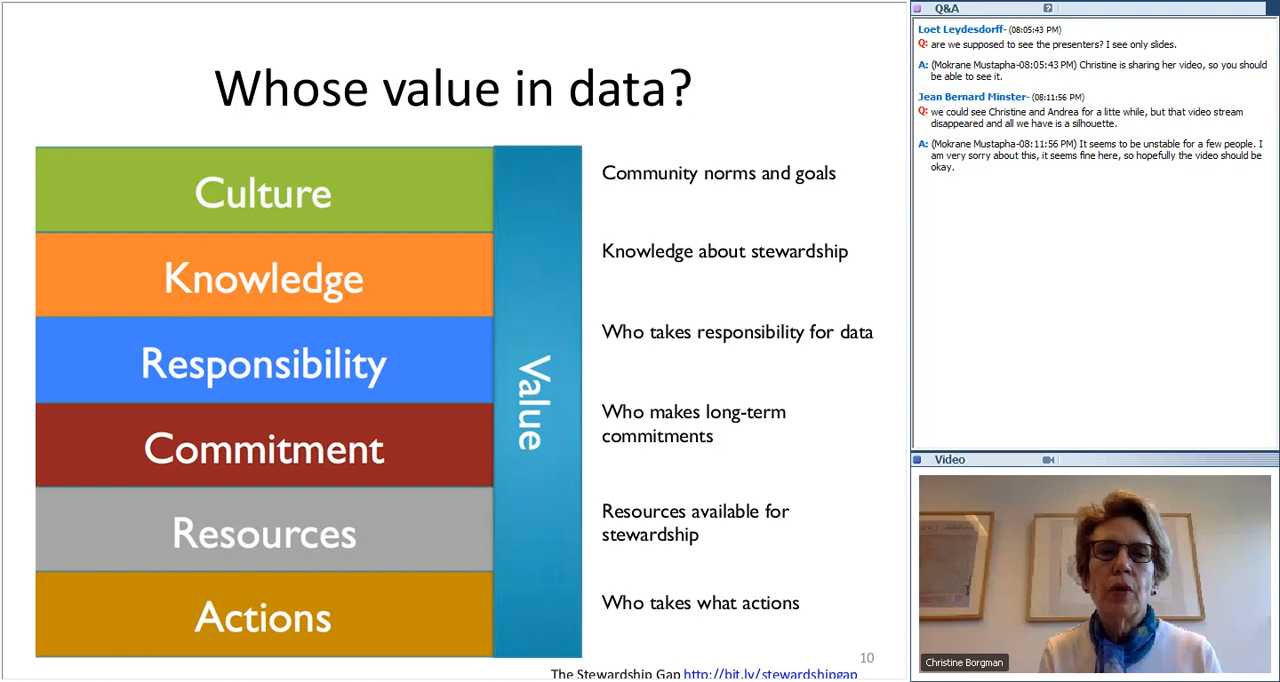 Whose value in data?
Culture
Knowledge
Responsibility
Commitment
Resources
Actions
Value
Community norms and goals
Knowledge about stewardship
Who takes responsibility for data
Who makes long-term
commitments
Resources available for
stewardship
Who takes what actions
10
The Stewardship Gap http://bit.ly/stewardshipgap
Q&A
?
Loet Leydesdorff- (08:05:43 PM)
Q: are we supposed to see the presenters? I see only slides.
A: (Mokrane Mustapha-08:05:43 PM) Christine is sharing her video, so you should
be able to see it.
Jean Bernard Minster- (08:11:56 PM)
Q: we could see Christine and Andrea for a litte while, but that video stream
disappeared and all we have is a silhouette.
A: (Mokrane Mustapha-08:11:56 PM) It seems to be unstable for a few people. I
am very sorry about this, it seems fine here, so hopefully the video should be
okay.
Video
Christine Borgman